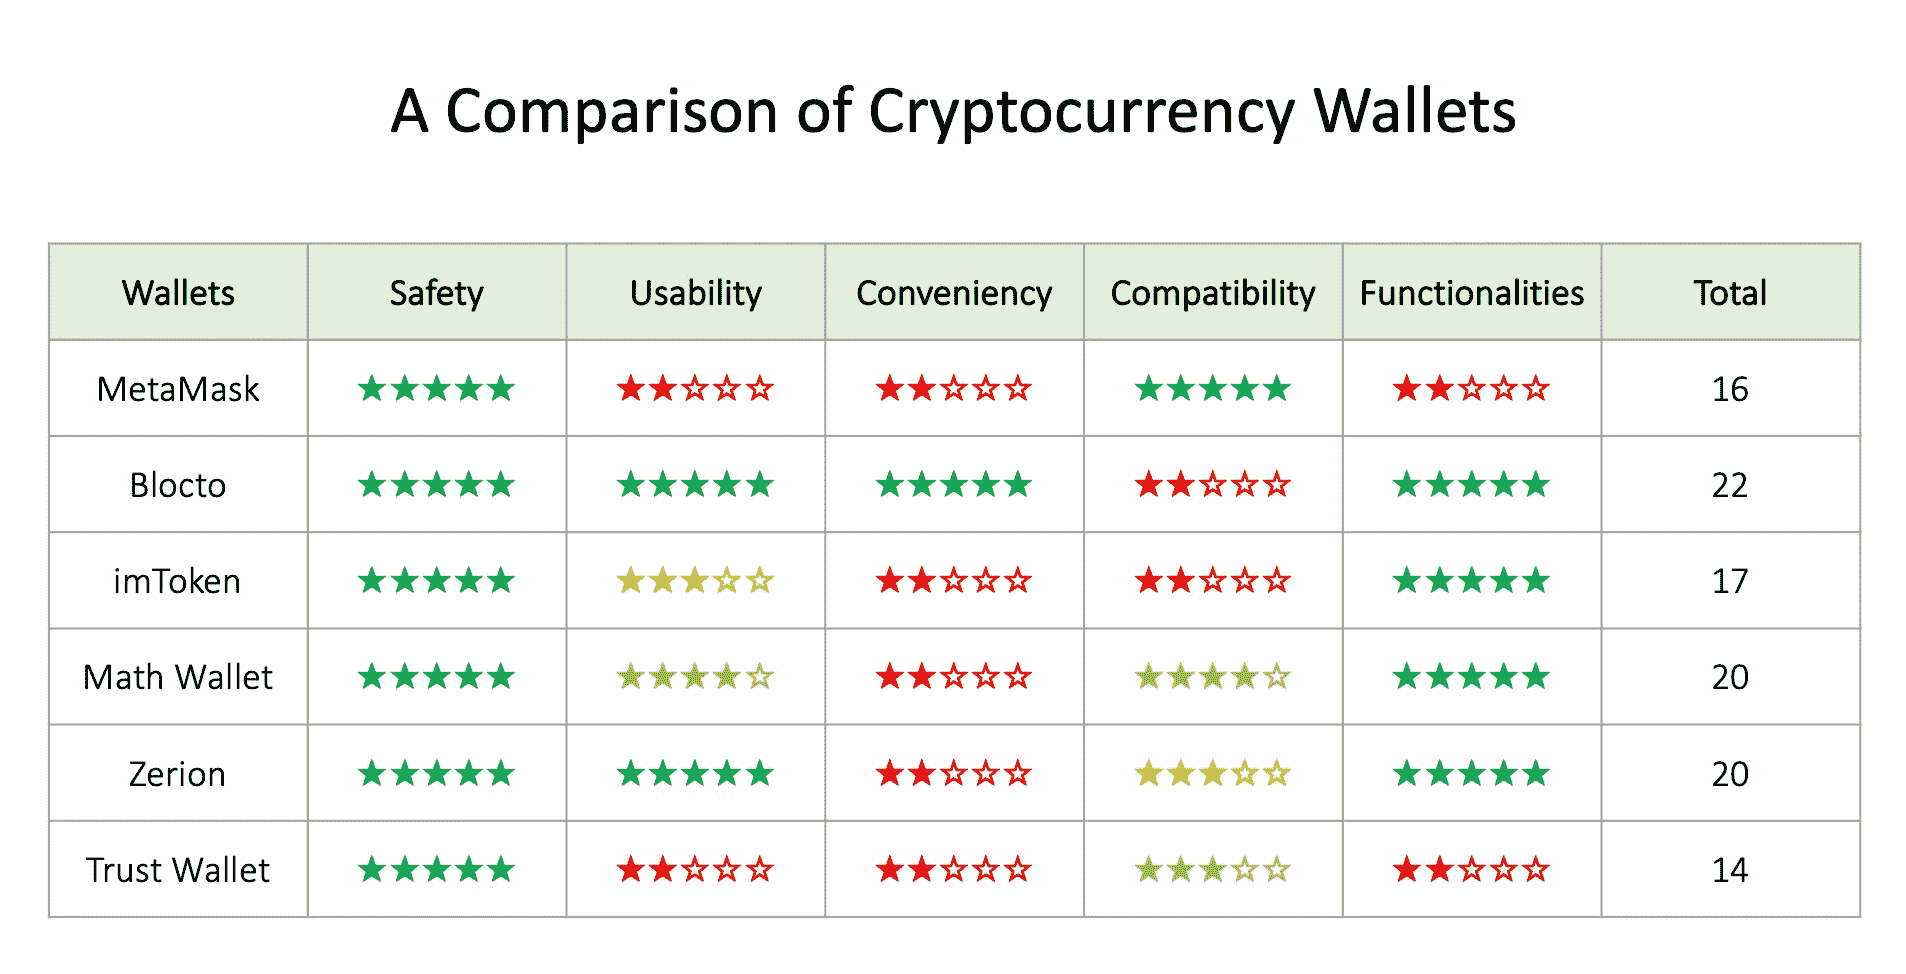 A Comparison of Cryptocurrency Wallets
Wallets Safety Usability Conveniency Compatibility Functionalities Total
MetaMask ★★★★★ ★★☆☆☆ ★★☆☆☆ ★★★★★ ★★☆☆☆ 16
Blocto ★★★★★ ★★★★★ ★★★★★ ★★☆☆☆ ★★★★★ 22
imToken ★★★★★ ★★★☆☆ ★★☆☆☆ ★★☆☆☆ ★★★★★ 17
Math Wallet ★★★★★ ★★★★☆ ★★☆☆☆ ★★★★☆ ★★★★★ 20
Zerion ★★★★★ ★★★★★ ★★☆☆☆ ★★★☆☆ ★★★★★ 20
Trust Wallet ★★★★★ ★★☆☆☆ ★★☆☆☆ ★★★☆☆ ★★☆☆☆ 14